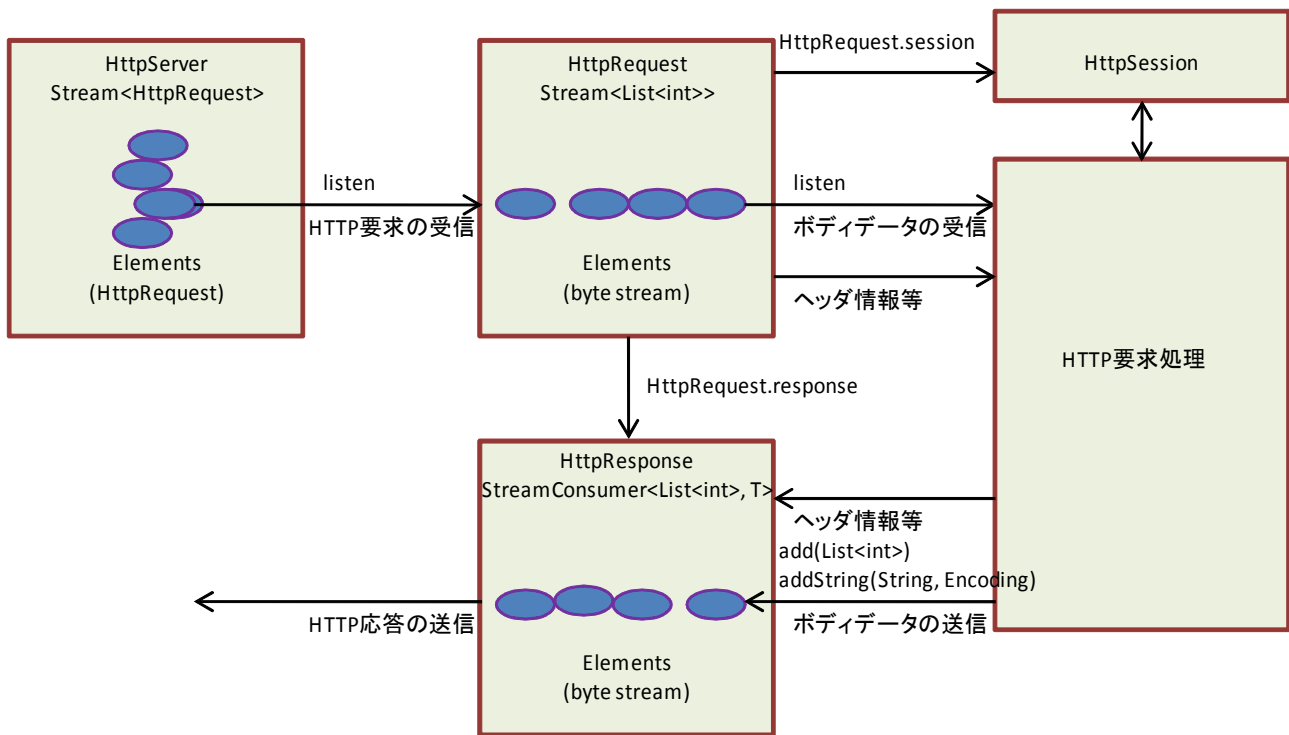 HttpServer
Stream<HttpRequest>
Elements
(HttpRequest)
listen
HTTP要求の受信
HttpRequest
Stream<List<int>>
Elements
(byte stream)
HttpRequest.session
HttpSession
listen
ボディデータの受信
ヘッダ情報等
HTTP要求処理
HttpRequest.response
HttpResponse
StreamConsumer<List<int>, T>
ヘッダ情報等
add(List<int>)
addString(String, Encoding)
ボディデータの送信
HTTP応答の送信
Elements
(byte stream)